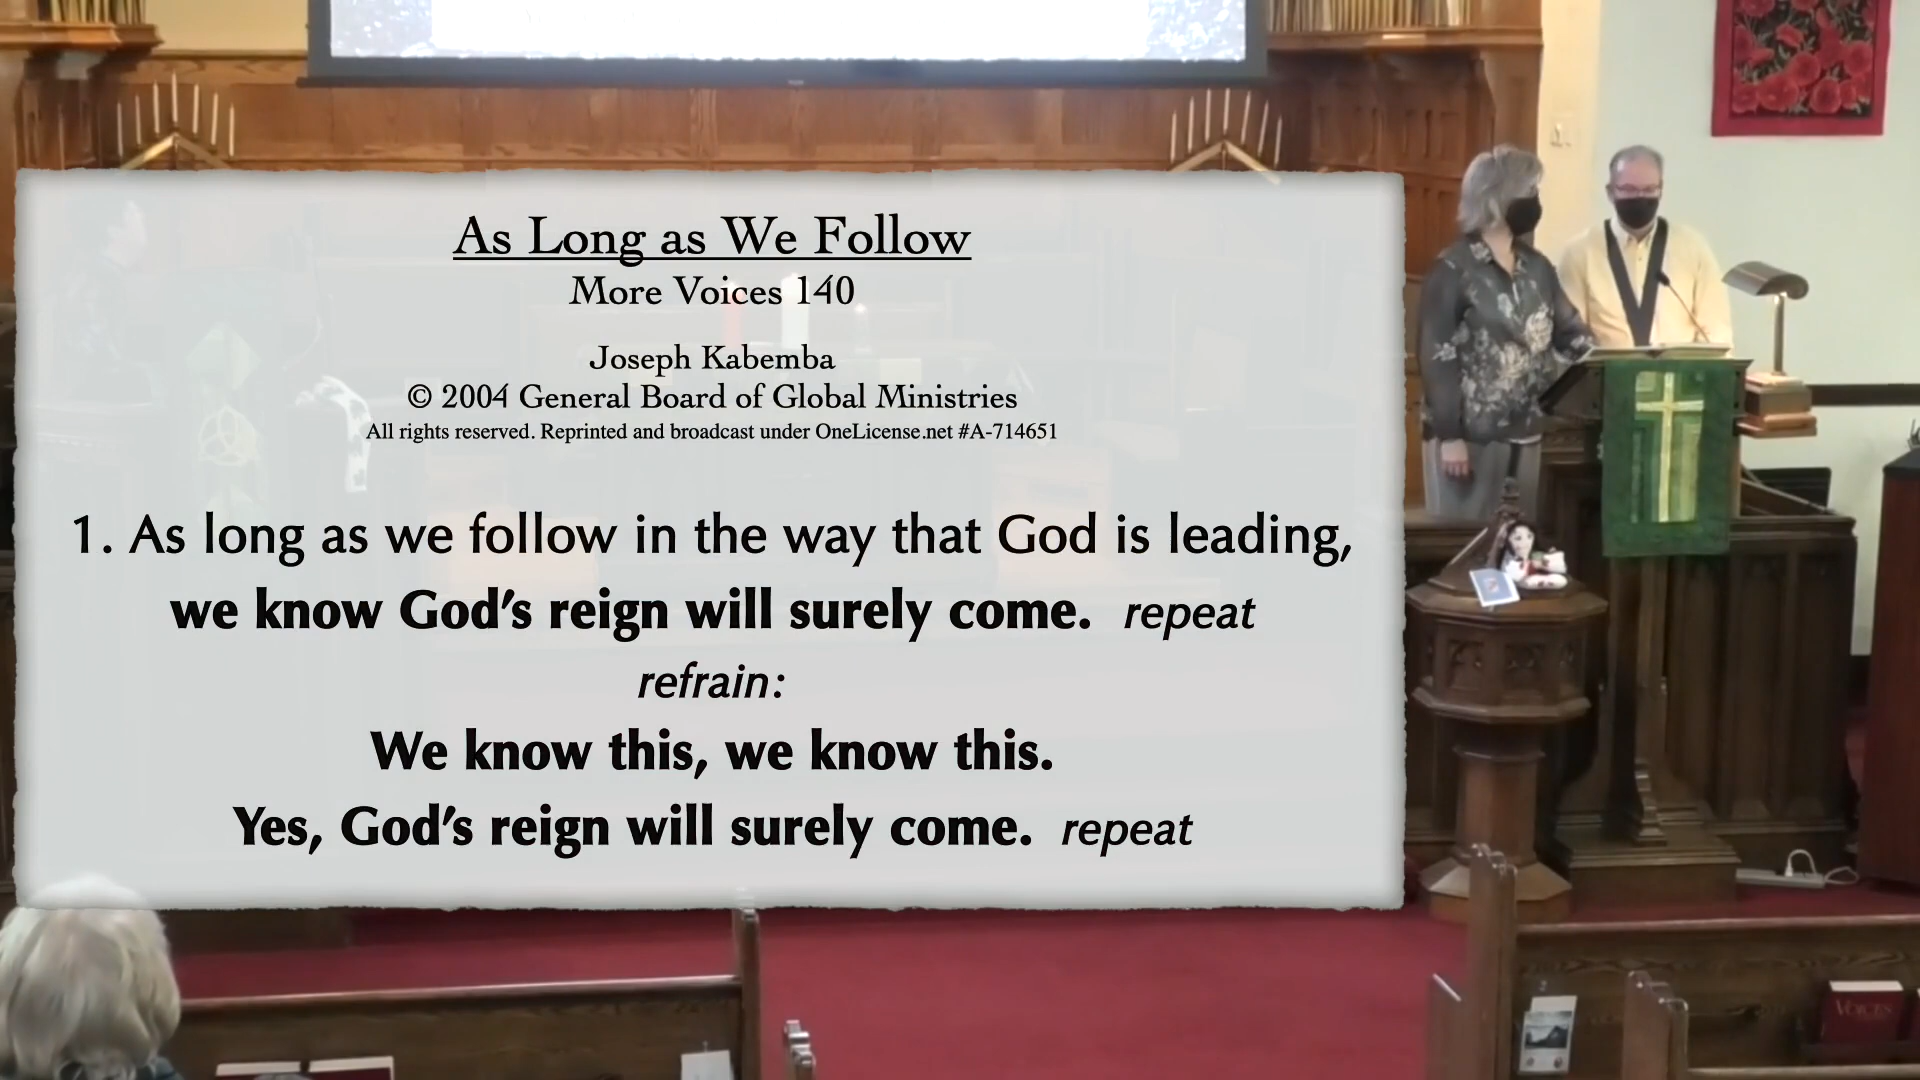 As Long as We Follow
More Voices 140
Joseph Kabemba
© 2004 General Board of Global Ministries
All rights reserved. Reprinted and broadcast under OneLicense.net #A-714651
1. As long as we follow in the way that God is leading,
we know God's reign will surely come. repeat
refrain:
We know this, we know this.
Yes, God's reign will surely come. repeat
VOICES